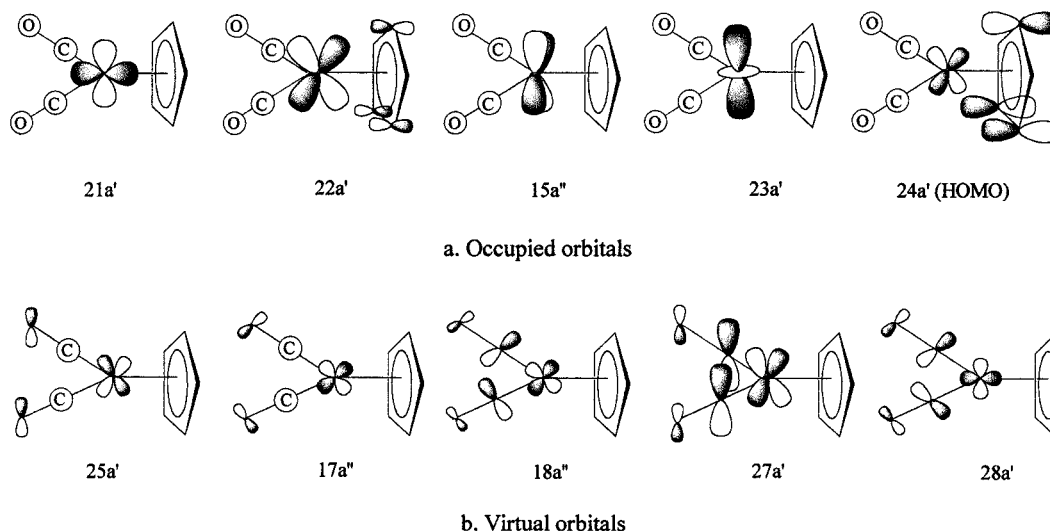 O C C O O C C O O C C O O C C O O C C O
21a' 22a' 15a" 23a' 24a' (HOMO)
a. Occupied orbitals
C C C C
25a' 17a" 18a" 27a' 28a'
b. Virtual orbitals